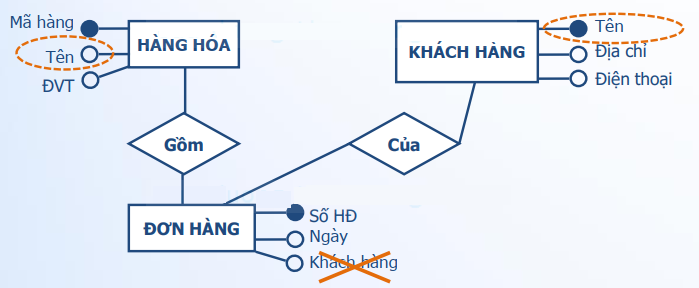 Mã hàng
Tên
ĐVT
HÀNG HÓA
KHÁCH HÀNG
Tên
Địa chỉ
Điện thoại
Gồm
Của
ĐƠN HÀNG
Số HĐ
Ngày
Khách hàng